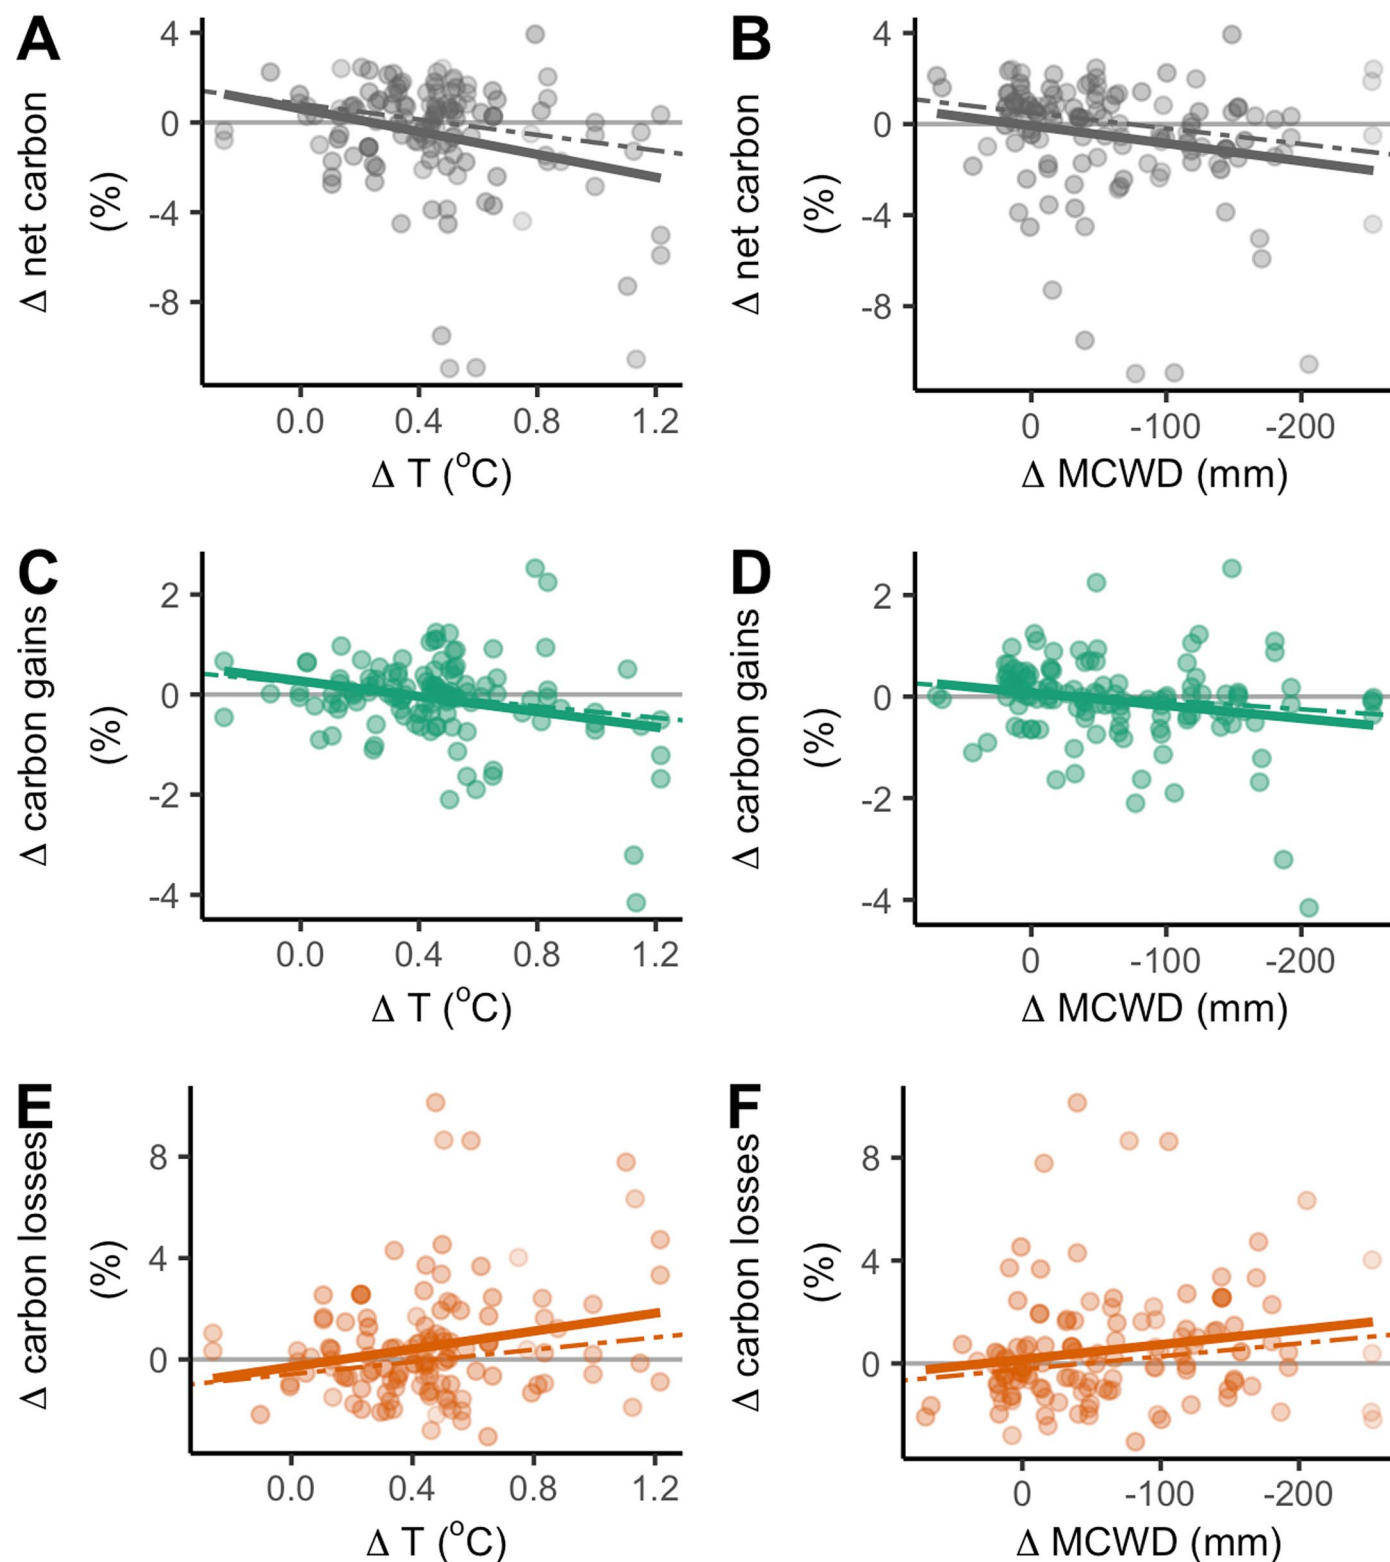 A
B
4
0
-4
-8
Δ net carbon
(%)
0.0 0.4 0.8 1.2
Δ T (°C)
4
0
-4
-8
Δ net carbon
(%)
0 -100 -200
Δ MCWD (mm)
C
D
2
0
-2
-4
Δ carbon gains
(%)
0.0 0.4 0.8 1.2
Δ T (°C)
2
0
-2
-4
Δ carbon gains
(%)
0 -100 -200
Δ MCWD (mm)
E
F
8
4
0
Δ carbon losses
(%)
0.0 0.4 0.8 1.2
Δ T (°C)
8
4
0
Δ carbon losses
(%)
0 -100 -200
Δ MCWD (mm)